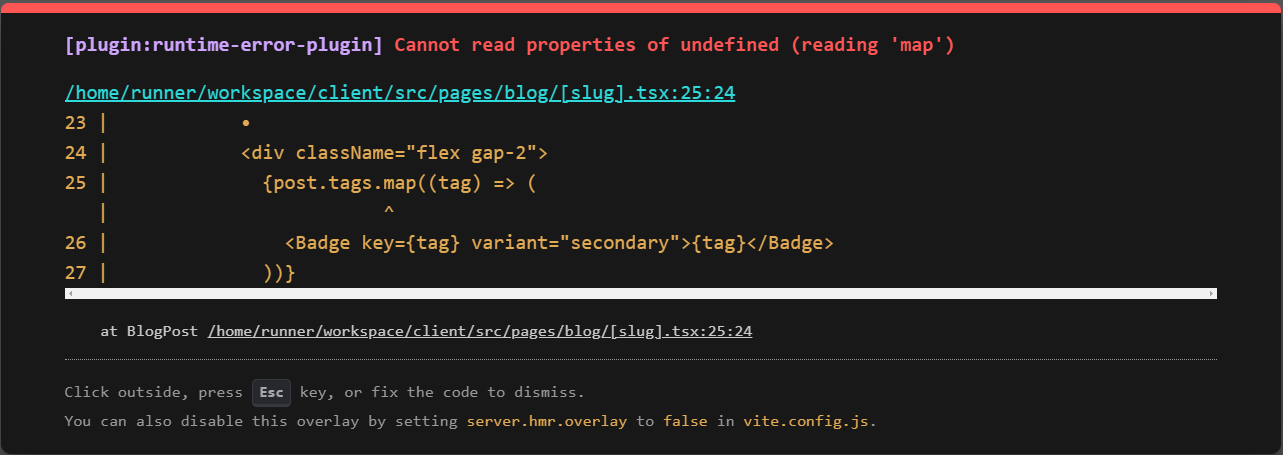 [plugin:runtime-error-plugin] Cannot read properties of undefined (reading 'map')
/home/runner/workspace/client/src/pages/blog/[slug].tsx:25:24
23 |            •
24 |            <div className="flex gap-2">
25 |              {post.tags.map((tag) => (
   |                         ^
26 |                <Badge key={tag} variant="secondary">{tag}</Badge>
27 |              ))}
at BlogPost /home/runner/workspace/client/src/pages/blog/[slug].tsx:25:24
Click outside, press Esc key, or fix the code to dismiss.
You can also disable this overlay by setting server.hmr.overlay to false in vite.config.js.